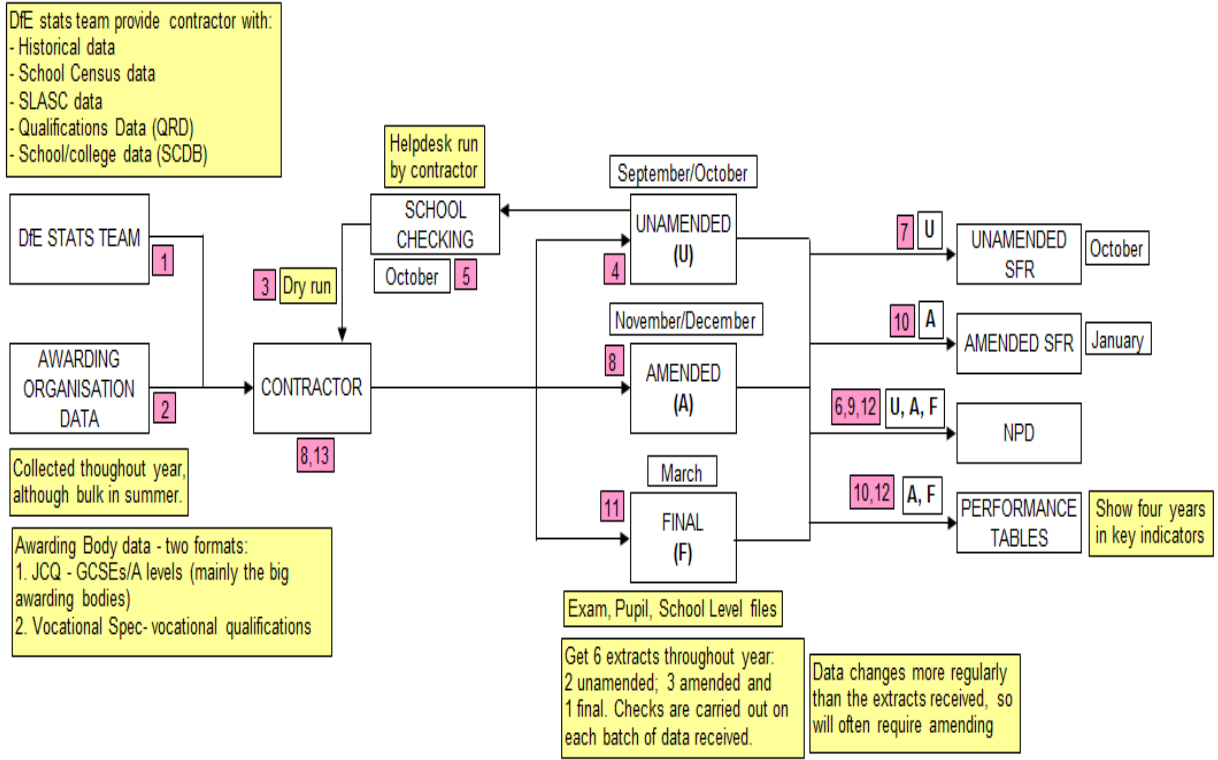 DfE stats team provide contractor with:
- Historical data
- School Census data
- SLASC data
- Qualifications Data (QRD)
- School/college data (SCDB)
Helpdesk run
by contractor
September/October
DfE STATS TEAM
1
SCHOOL
CHECKING
October
5
UNAMENDED
(U)
4
7
U
UNAMENDED
SFR
October
3
Dry run
November/December
10
A
AMENDED SFR
January
AWARDING
ORGANISATION
DATA
2
CONTRACTOR
8,13
8
AMENDED
(A)
6,9,12
U, A, F
NPD
Collected thoughout year,
although bulk in summer.
March
11
FINAL
(F)
10,12
A, F
PERFORMANCE
TABLES
Show four years
in key indicators
Awarding Body data - two formats:
1. JCQ - GCSEs/A levels (mainly the big
awarding bodies)
2. Vocational Spec- vocational qualifications
Exam, Pupil, School Level files
Get 6 extracts throughout year:
2 unamended; 3 amended and
1 final. Checks are carried out on
each batch of data received.
Data changes more regularly
than the extracts received, so
will often require amending